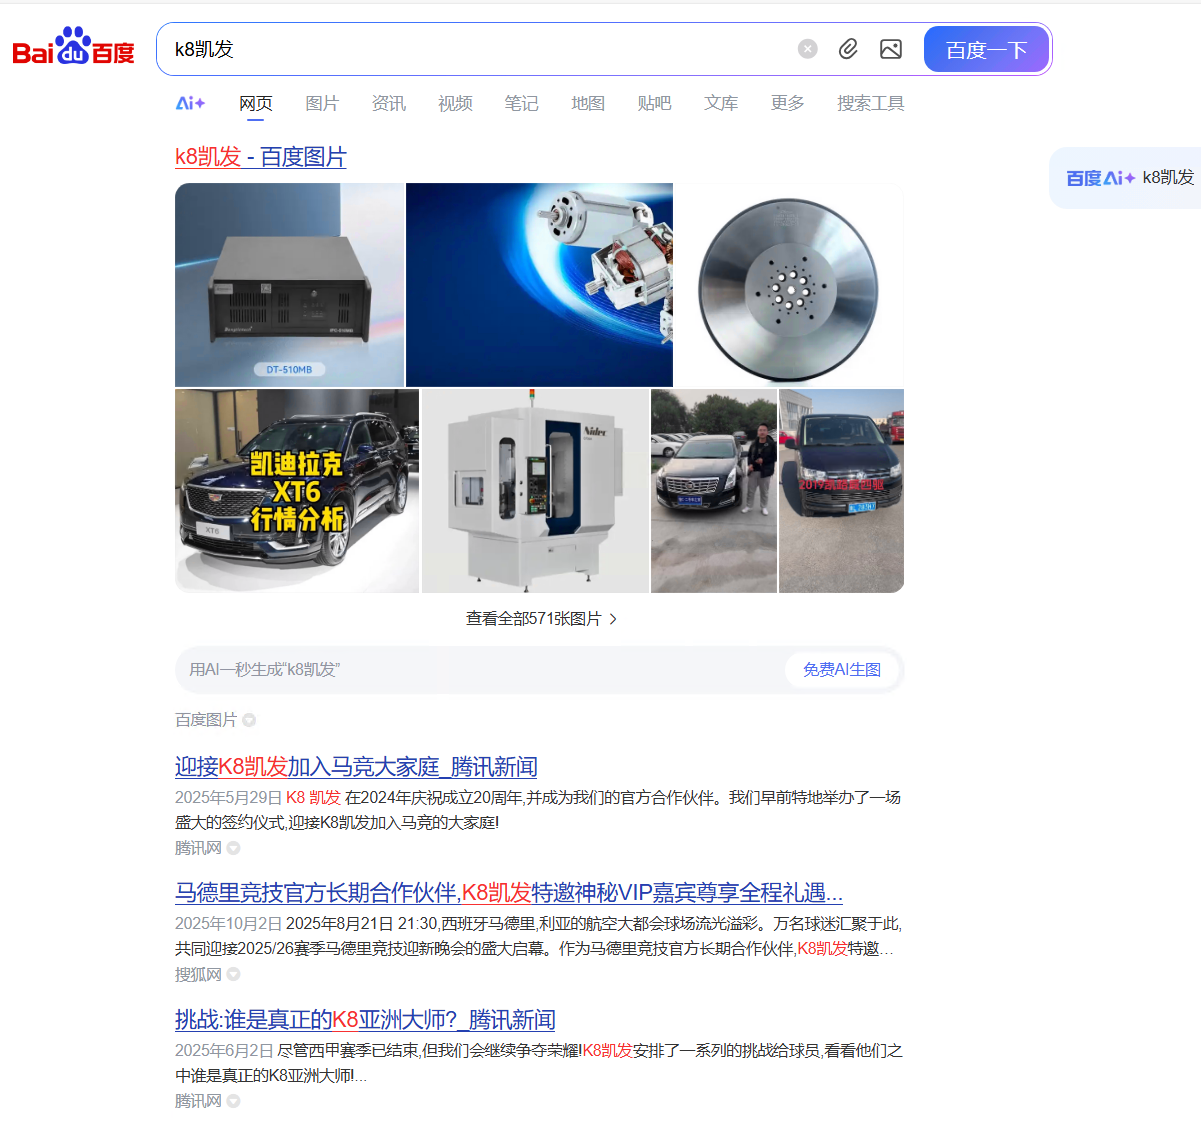 Bai du 百度
k8凯发
百度一下
Ai+ 网页 图片 资讯 视频 笔记 地图 贴吧 文库 更多 搜索工具
k8凯发 - 百度图片
百度Ai+ k8凯发
DT-510MB
凯迪拉克
XT6
行情分析
XT6
Nidec
查看全部571张图片 >
用AI一秒生成“k8凯发”
免费AI生图
百度图片
迎接K8凯发加入马竞大家庭_腾讯新闻
2025年5月29日 K8 凯发 在2024年庆祝成立20周年,并成为我们的官方合作伙伴。我们早前特地举办了一场
盛大的签约仪式,迎接K8凯发加入马竞的大家庭!
腾讯网
马德里竞技官方长期合作伙伴,K8凯发特邀神秘VIP嘉宾尊享全程礼遇...
2025年10月2日 2025年8月21日 21:30,西班牙马德里,利亚的航空大都会球场流光溢彩。万名球迷汇聚于此,
共同迎接2025/26赛季马德里竞技迎新晚会的盛大启幕。作为马德里竞技官方长期合作伙伴,K8凯发特邀...
搜狐网
挑战:谁是真正的K8亚洲大师?_腾讯新闻
2025年6月2日 尽管西甲赛季已结束,但我们会继续争夺荣耀!K8凯发安排了一系列的挑战给球员,看看他们之
中谁是真正的K8亚洲大师!...
腾讯网